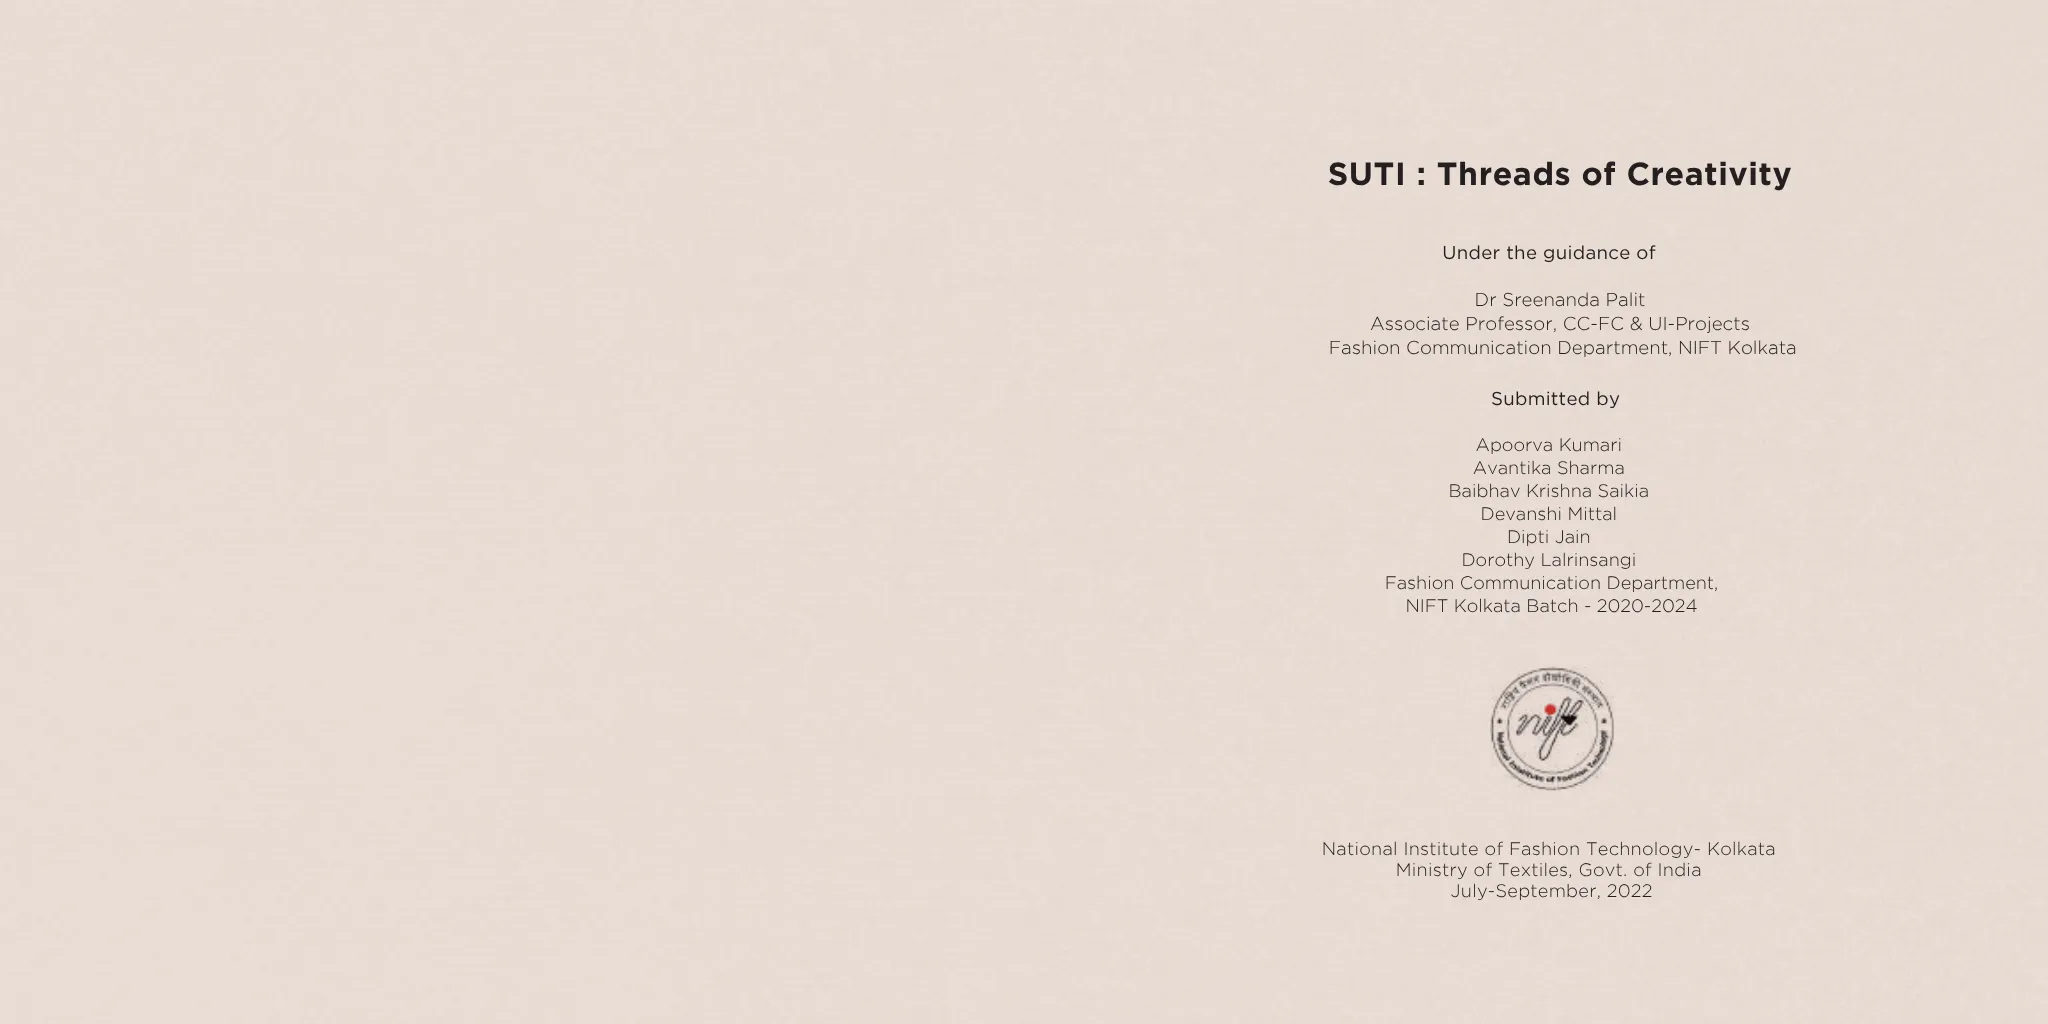 SUTI : Threads of Creativity
Under the guidance of
Dr Sreenanda Palit
Associate Professor, CC-FC & UI-Projects
Fashion Communication Department, NIFT Kolkata
Submitted by
Apoorva Kumari
Avantika Sharma
Baibhav Krishna Saikia
Devanshi Mittal
Dipti Jain
Dorothy Lalrinsangi
Fashion Communication Department,
NIFT Kolkata Batch - 2020-2024
nift
National Institute of Fashion Technology
National Institute of Fashion Technology- Kolkata
Ministry of Textiles, Govt. of India
July-September, 2022